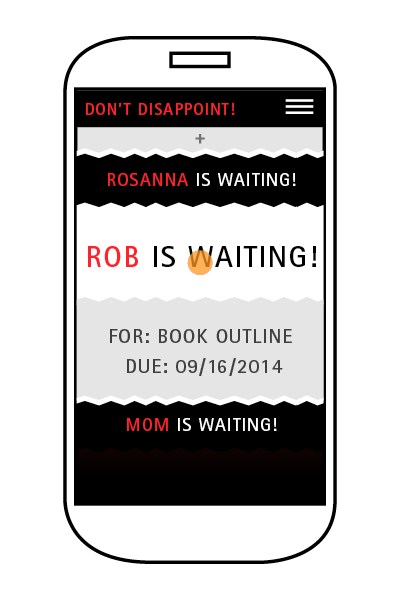 DON'T DISAPPOINT!
+
ROSANNA IS WAITING!
ROB IS WAITING!
FOR: BOOK OUTLINE
DUE: 09/16/2014
MOM IS WAITING!